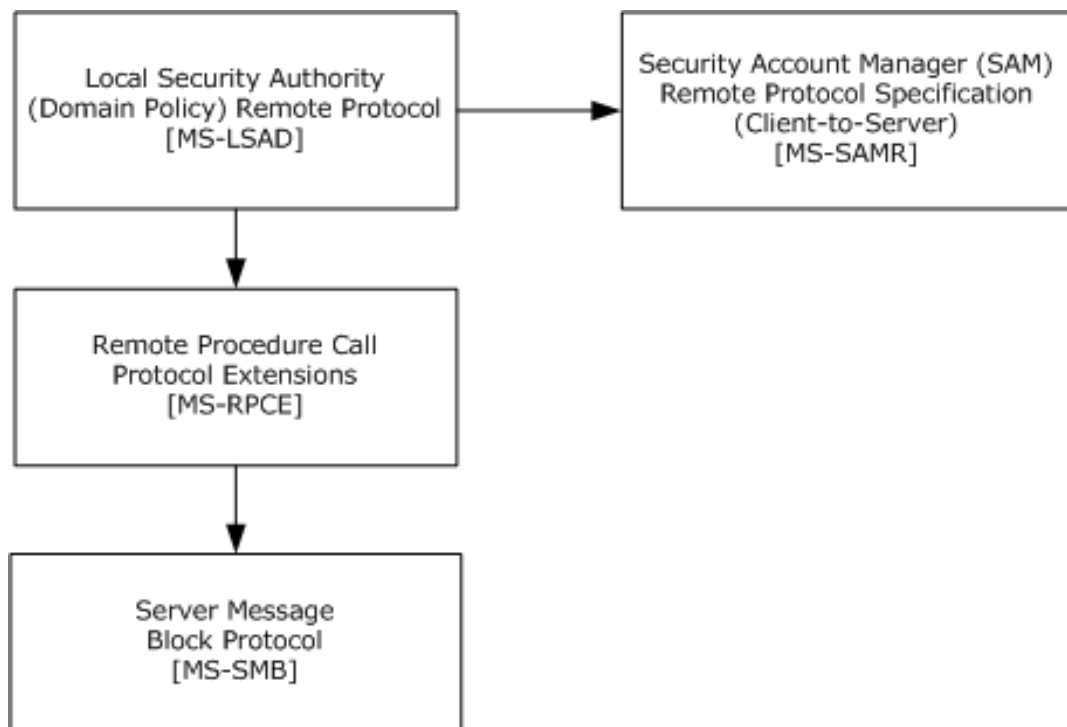 Local Security Authority
(Domain Policy) Remote Protocol
[MS-LSAD]
Security Account Manager (SAM)
Remote Protocol Specification
(Client-to-Server)
[MS-SAMR]
Remote Procedure Call
Protocol Extensions
[MS-RPCE]
Server Message
Block Protocol
[MS-SMB]